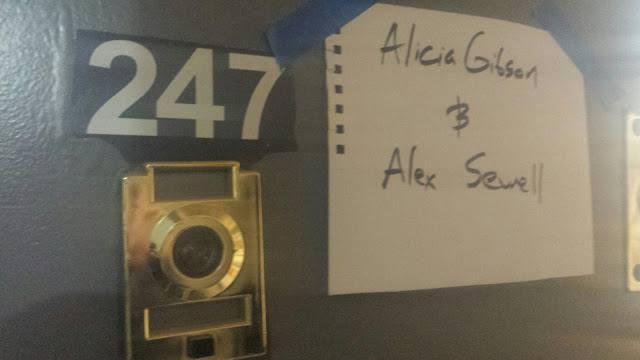 247
Alicia Gibson
&
Alex Sewell